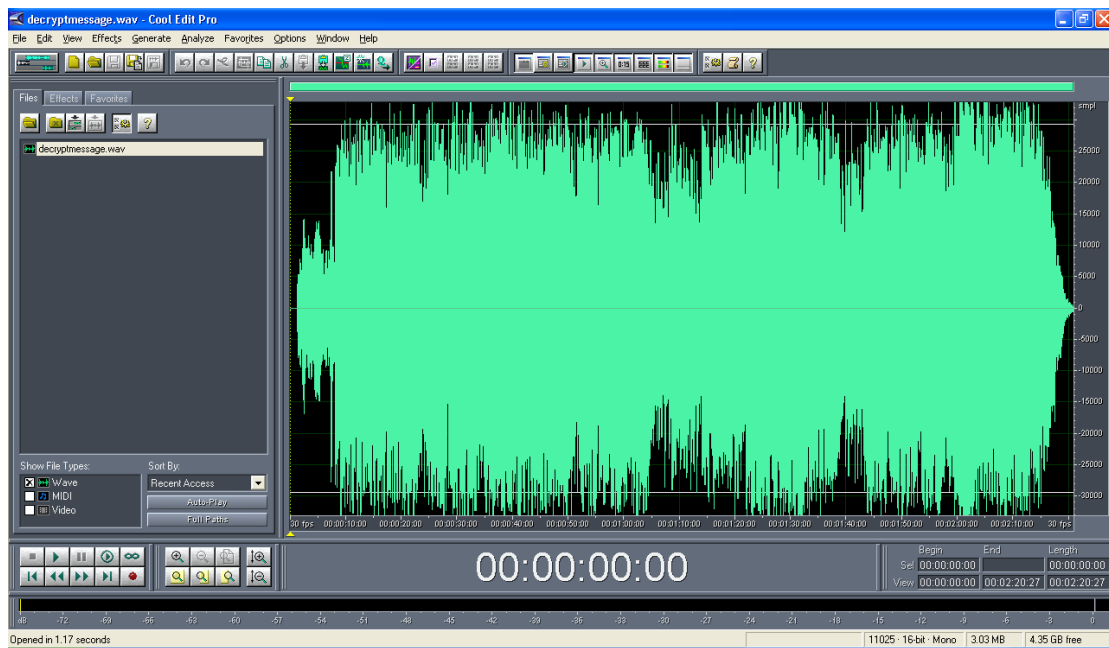 decryptmessage.wav - Cool Edit Pro
File Edit View Effects Generate Analyze Favorites Options Window Help
Files Effects Favorites
decryptmessage.wav
Show File Types: Sort By:
Wave Recent Access
MIDI Auto-Play
Video Full Paths
smpl
25000
20000
15000
10000
5000
0
-5000
-10000
-15000
-20000
-25000
-30000
30 fps 00:00:10:00 00:00:20:00 00:00:30:00 00:00:40:00 00:00:50:00 00:01:00:00 00:01:10:00 00:01:20:00 00:01:30:00 00:01:40:00 00:01:50:00 00:02:00:00 00:02:10:00 30 fps
00:00:00:00
Begin End Length
Sel 00:00:00:00 00:00:00:00
View 00:00:00:00 00:02:20:27 00:02:20:27
dB -72 -69 -66 -63 -60 -57 -54 -51 -48 -45 -42 -39 -36 -33 -30 -27 -24 -21 -18 -15 -12 -9 -6 -3 0
Opened in 1.17 seconds 11025 · 16-bit · Mono 3.03 MB 4.35 GB free